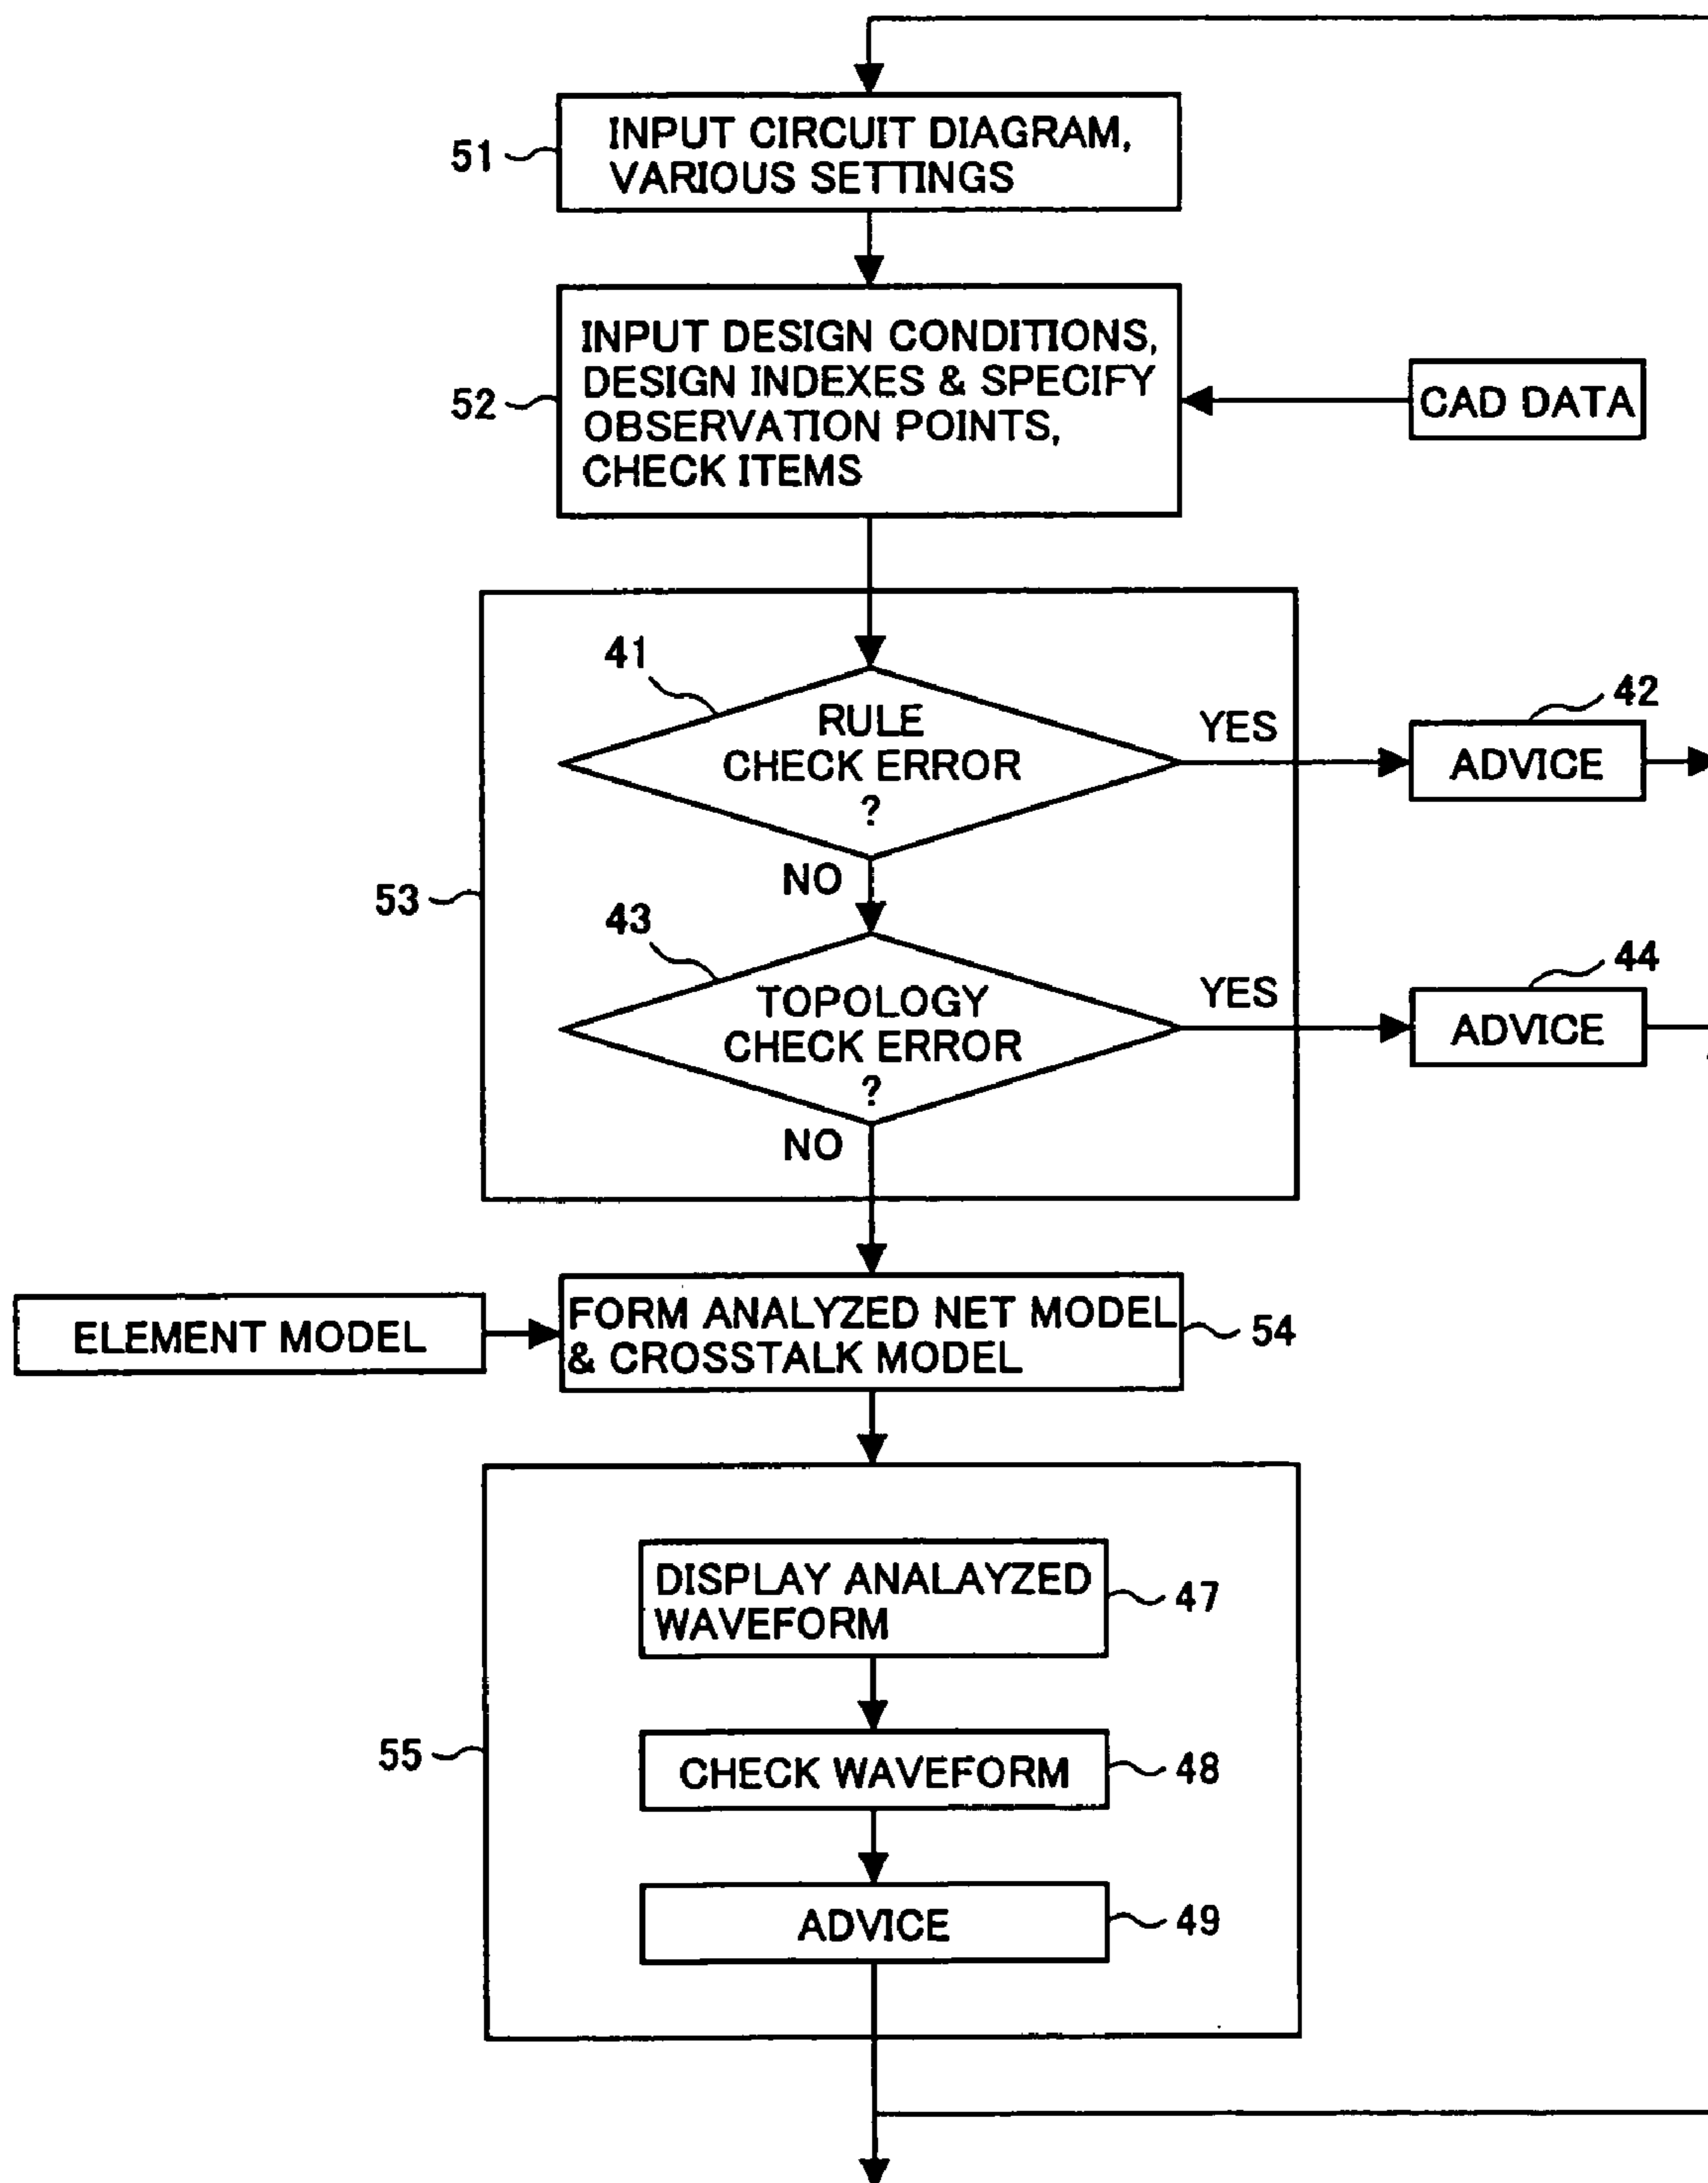 51
INPUT CIRCUIT DIAGRAM,
VARIOUS SETTINGS
52
INPUT DESIGN CONDITIONS,
DESIGN INDEXES & SPECIFY
OBSERVATION POINTS,
CHECK ITEMS
CAD DATA
53
41
RULE
CHECK ERROR
?
YES
42
ADVICE
NO
43
TOPOLOGY
CHECK ERROR
?
YES
44
ADVICE
NO
ELEMENT MODEL
FORM ANALYZED NET MODEL
& CROSSTALK MODEL
54
55
DISPLAY ANALAYZED
WAVEFORM
47
CHECK WAVEFORM
48
ADVICE
49